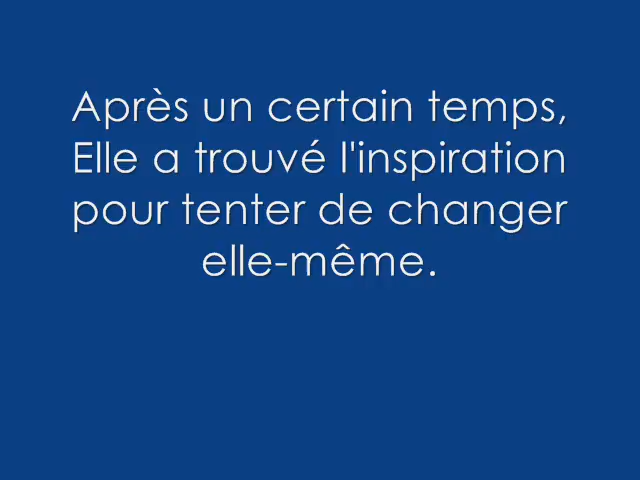 Après un certain temps,
Elle a trouvé l'inspiration
pour tenter de changer
elle-même.